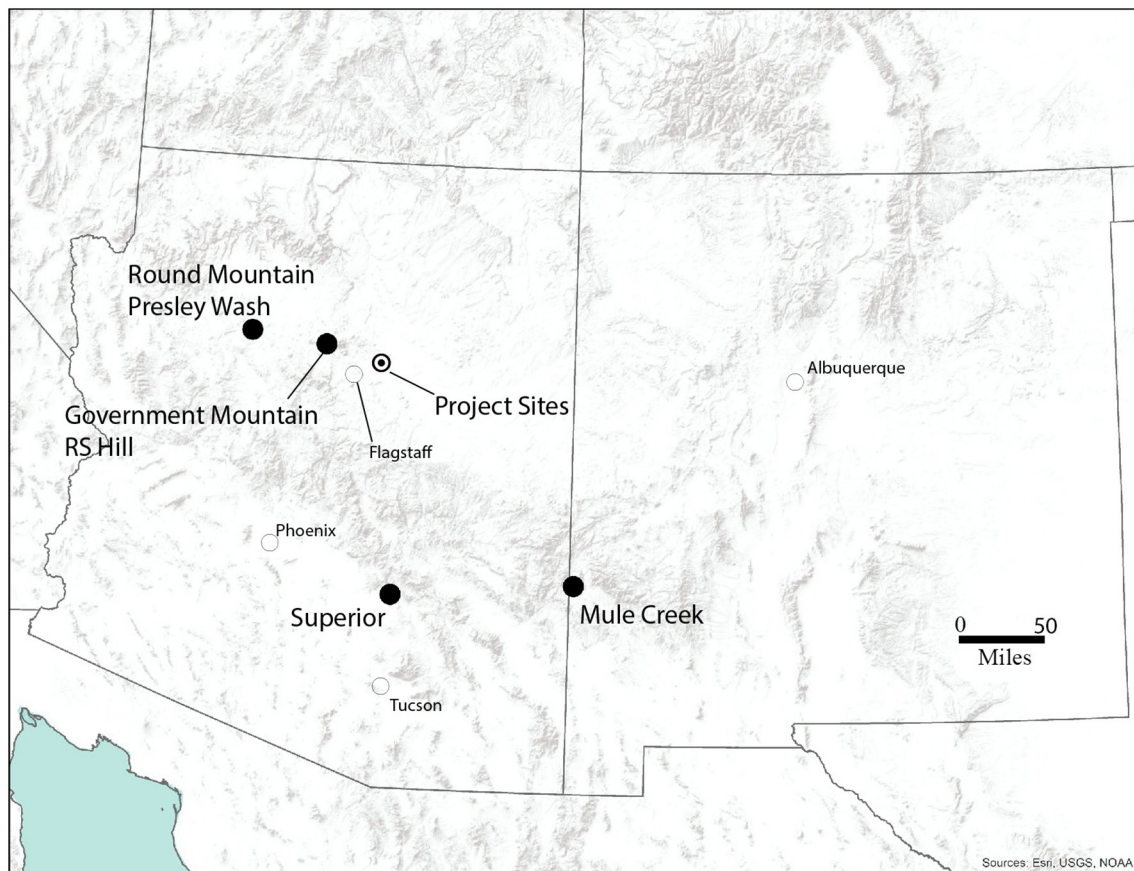 Round Mountain
Presley Wash
Government Mountain
RS Hill
Project Sites
Flagstaff
Albuquerque
Phoenix
Superior
Mule Creek
Tucson
0 50
Miles
Sources: Esri, USGS, NOAA